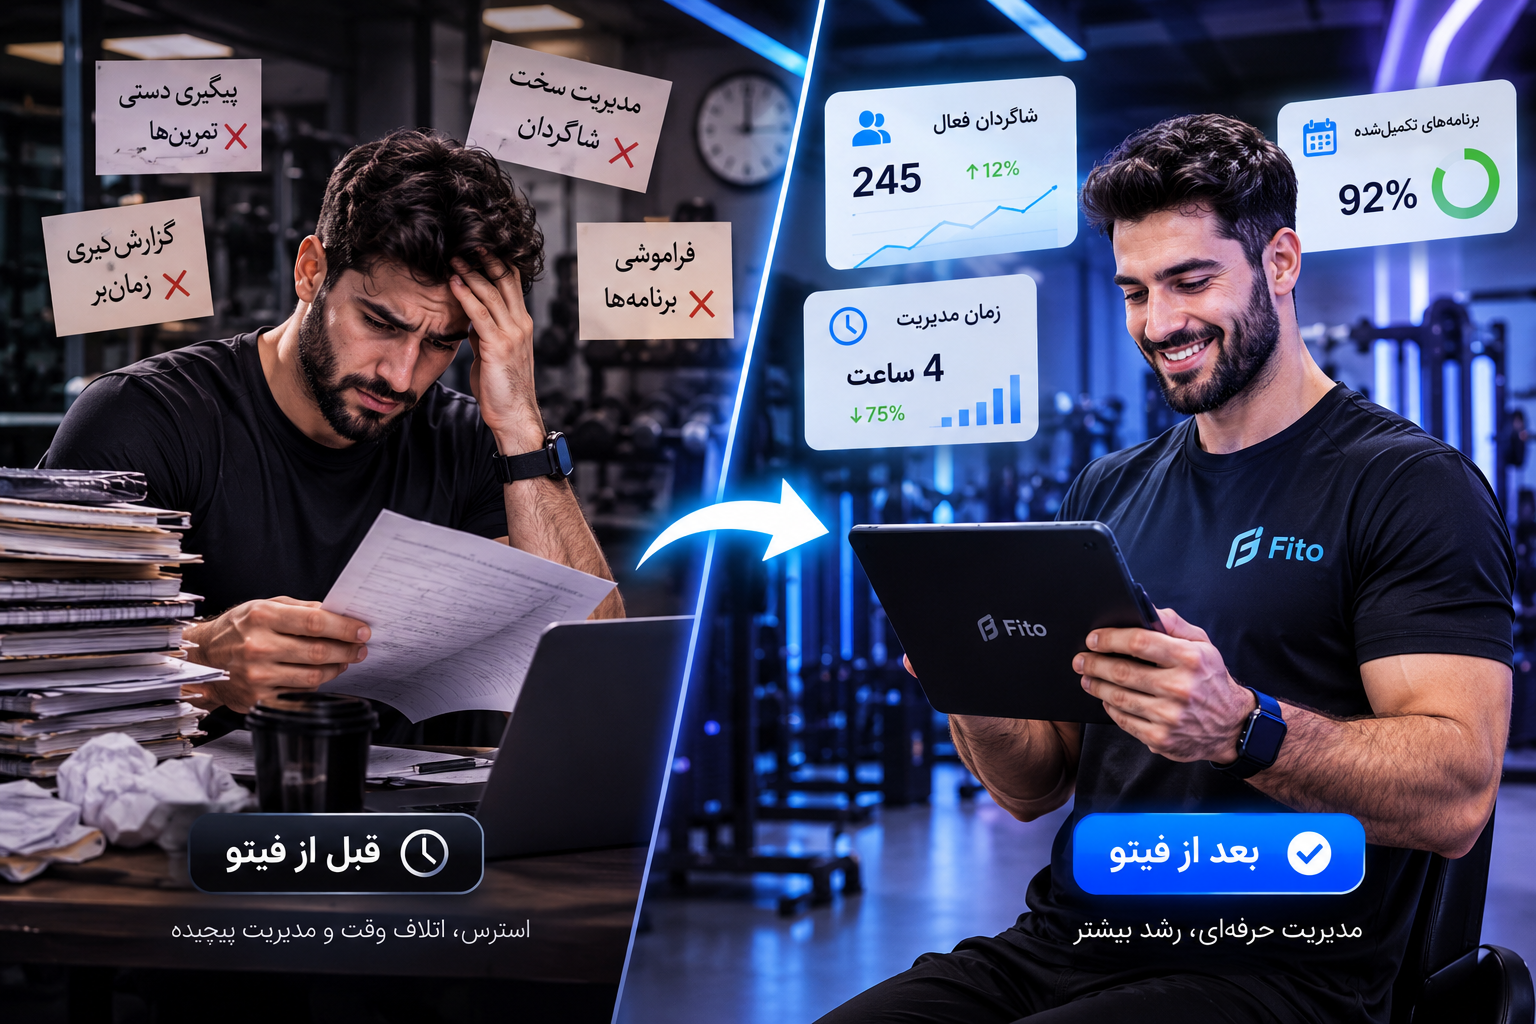 پیگیری دستی
تمرین‌ها
مدیریت سخت
شاگردان
گزارش‌گیری
زمان‌بر
فراموشی
برنامه‌ها
قبل از فیتو
استرس، اتلاف وقت و مدیریت پیچیده
شاگردان فعال
245
↑12%
برنامه‌های تکمیل‌شده
92%
زمان مدیریت
4 ساعت
↓75%
Fito
Fito
بعد از فیتو
مدیریت حرفه‌ای، رشد بیشتر